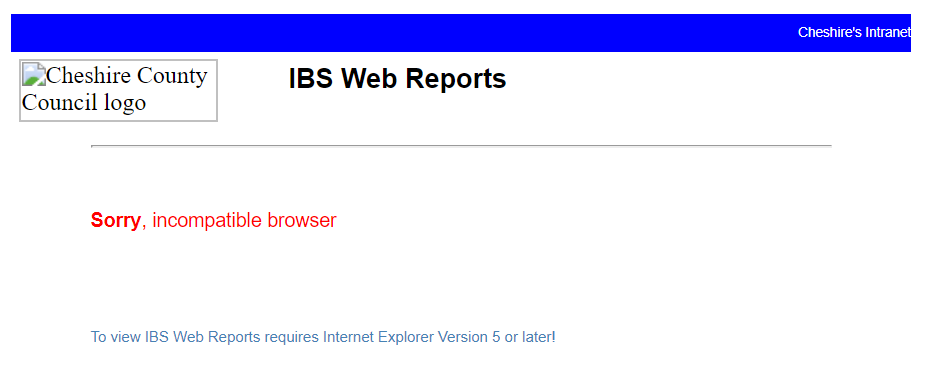 Cheshire's Intranet
Cheshire County
Council logo
IBS Web Reports
Sorry, incompatible browser
To view IBS Web Reports requires Internet Explorer Version 5 or later!